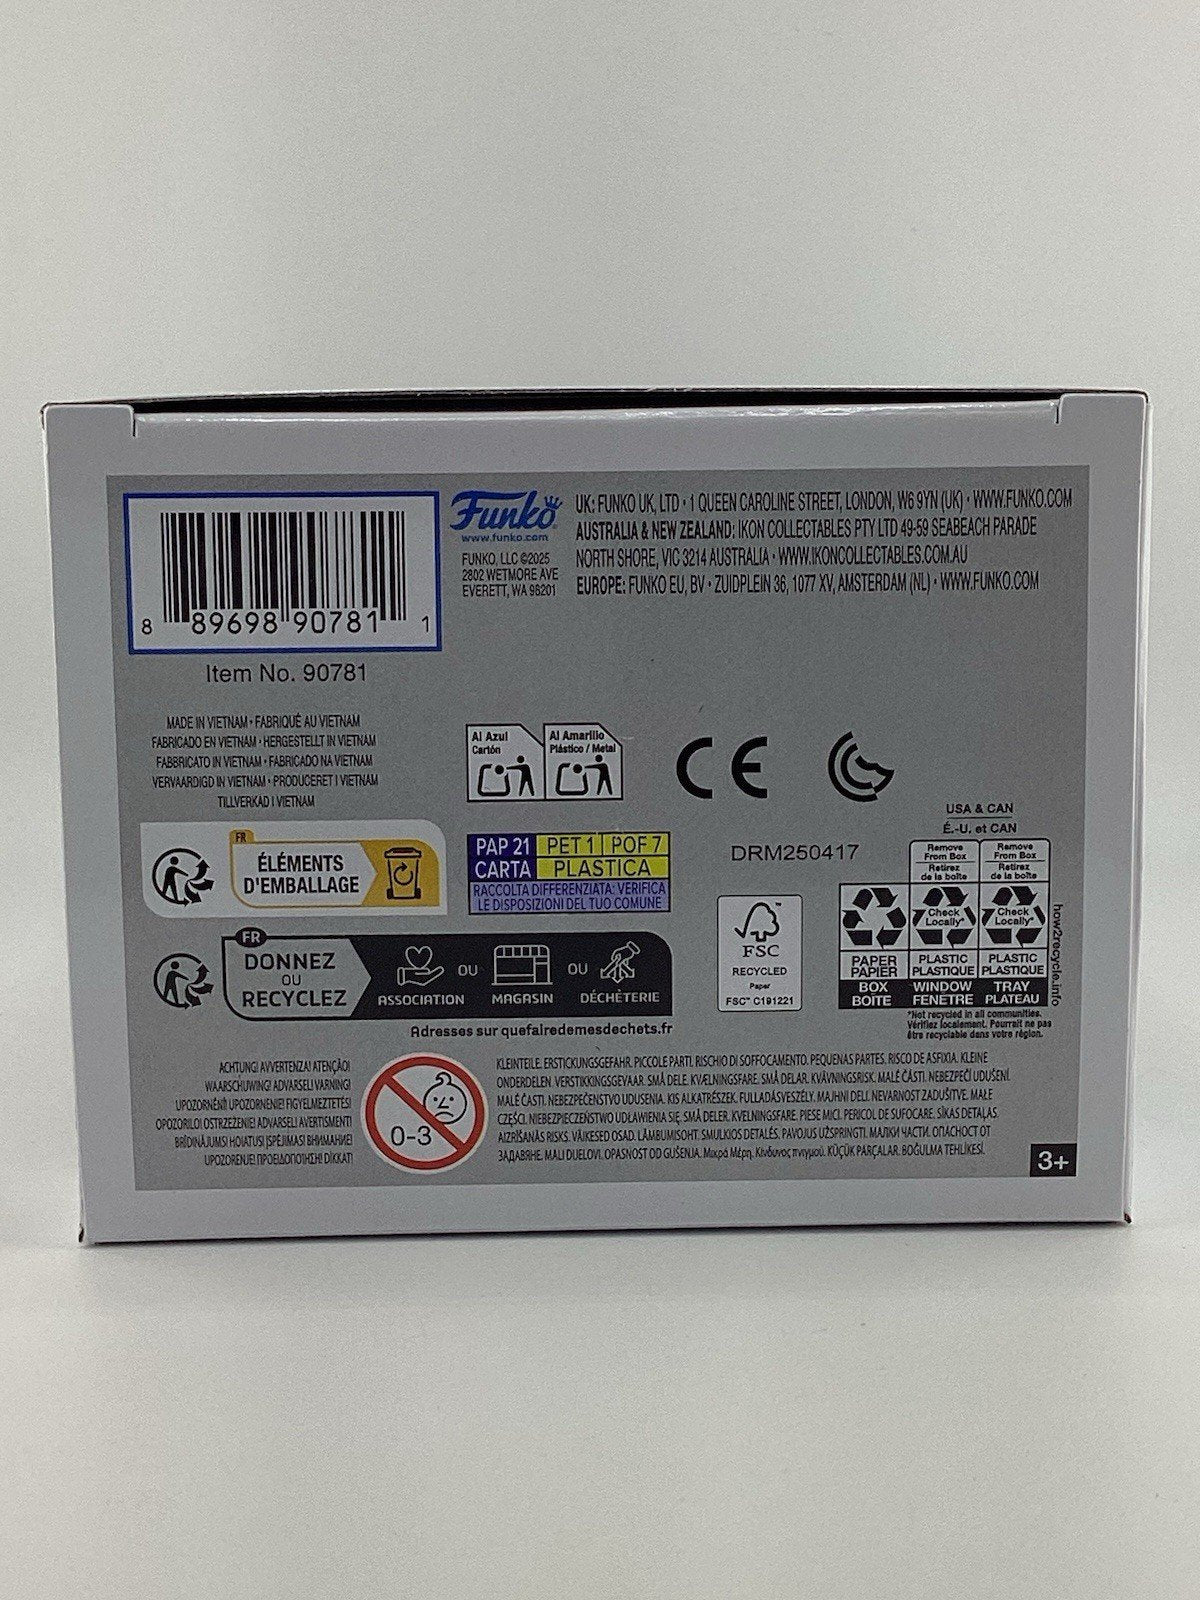 8 89698 90781 1
Item No. 90781
Funko
www.funko.com
FUNKO, LLC ©2025
2802 WETMORE AVE
EVERETT, WA 98201
UK: FUNKO UK, LTD • 1 QUEEN CAROLINE STREET, LONDON, W6 9YN (UK) • WWW.FUNKO.COM
AUSTRALIA & NEW ZEALAND: IKON COLLECTABLES PTY LTD 49-59 SEABEACH PARADE
NORTH SHORE, VIC 3214 AUSTRALIA • WWW.IKONCOLLECTABLES.COM.AU
EUROPE: FUNKO EU, BV • ZUIDPLEIN 36, 1077 XV, AMSTERDAM (NL) • WWW.FUNKO.COM
MADE IN VIETNAM • FABRIQUÉ AU VIETNAM
FABRICADO EN VIETNAM • HERGESTELLT IN VIETNAM
FABBRICATO IN VIETNAM • FABRICADO NA VIETNAM
VERVAARDIGD IN VIETNAM • PRODUCERET I VIETNAM
TILLVERKAD I VIETNAM
Al Azul
Cartón
Al Amarillo
Plástico / Metal
CE
FR
ÉLÉMENTS
D'EMBALLAGE
PAP 21
CARTA
PET 1 POF 7
PLASTICA
RACCOLTA DIFFERENZIATA: VERIFICA
LE DISPOSIZIONI DEL TUO COMUNE
DRM250417
FSC
RECYCLED
Paper
FSC™ C191221
USA & CAN
É.-U. et CAN
Remove
From Box
Retirez
de la boîte
Remove
From Box
Retirez
de la boîte
Check
Locally*
Check
Locally*
PAPER
PAPIER
PLASTIC
PLASTIQUE
PLASTIC
PLASTIQUE
BOX
BOÎTE
WINDOW
FENÊTRE
TRAY
PLATEAU
how2recycle.info
*Not recycled in all communities.
Vérifiez localement. Pourrait ne pas
être recyclable dans votre région.
FR
DONNEZ
OU
RECYCLEZ
ASSOCIATION
OU
MAGASIN
OU
DÉCHÈTERIE
Adresses sur quefairedemesdechets.fr
ACHTUNG! AVVERTENZA! ATENÇÃO!
WAARSCHUWING! ADVARSEL! VARNING!
UPOZORNĚNÍ! UPOZORNENIE! FIGYELMEZTETÉS!
OPOZORILO! OSTRZEŻENIE! ADVARSEL! AVERTISMENT!
BRĪDINĀJUMS! HOIATUS! ĮSPĖJIMAS! ВНИМАНИЕ!
UPOZORENJE! ΠΡΟΕΙΔΟΠΟΙΗΣΗ! DİKKAT!
0-3
KLEINTEILE. ERSTICKUNGSGEFAHR. PICCOLE PARTI. RISCHIO DI SOFFOCAMENTO. PEQUENAS PARTES. RISCO DE ASFIXIA. KLEINE
ONDERDELEN. VERSTIKKINGSGEVAAR. SMÅ DELE. KVÆLNINGSFARE. SMÅ DELAR. KVÄVNINGSRISK. MALÉ ČÁSTI. NEBEZPEČÍ UDUŠENÍ.
MALÉ ČASTI. NEBEZPEČENSTVO UDUSENIA. KIS ALKATRÉSZEK. FULLADÁSVESZÉLY. MAJHNI DELI. NEVARNOST ZADUŠITVE. MAŁE
CZĘŚCI. NIEBEZPIECZEŃSTWO UDŁAWIENIA SIĘ. SMÅ DELER. KVELNINGSFARE. PIESE MICI. PERICOL DE SUFOCARE. SĪKAS DETAĻAS.
AIZRĪŠANĀS RISKS. VÄIKESED OSAD. LÄMBUMISOHT. SMULKIOS DETALĖS. PAVOJUS UŽSPRINGTI. МАЛКИ ЧАСТИ. ОПАСНОСТ ОТ
ЗАДАВЯНЕ. MALI DIJELOVI. OPASNOST OD GUŠENJA. Μικρά Μέρη. Κίνδυνος πνιγμού. KÜÇÜK PARÇALAR. BOĞULMA TEHLİKESİ.
3+